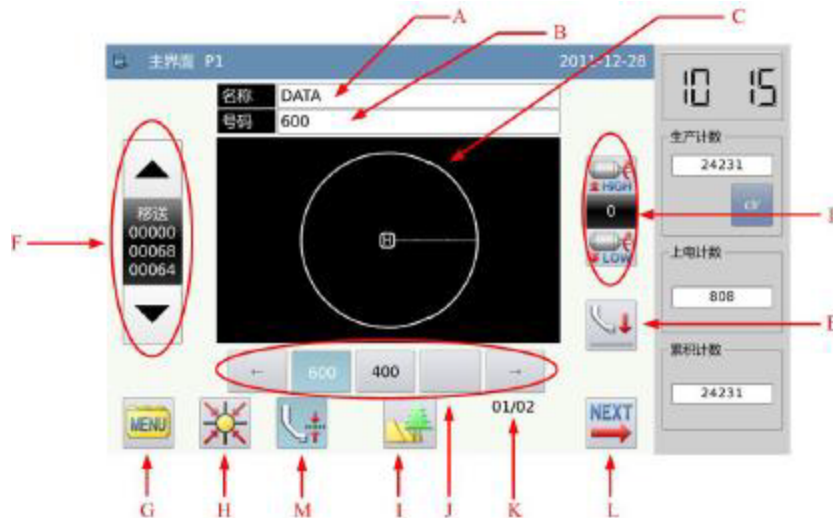 A
B
C
主界面 P1
2011-12-28
10 15
名称 DATA
号码 600
生产计数
24231
HIGH
移送
00000
00068
00064
0
F
H
LOW
上电计数
808
累积计数
24231
← 600 400 →
01/02
MENU
NEXT
G H M I J K L